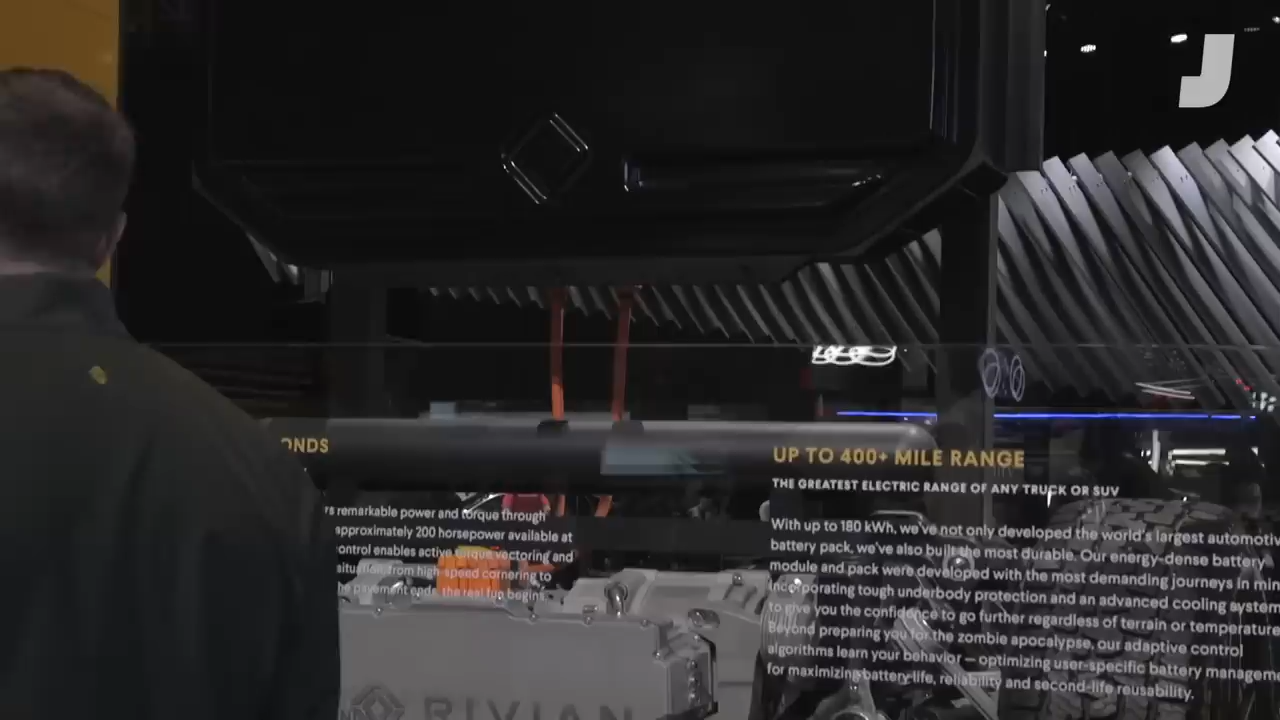 J
ONDS
remarkable power and torque through
approximately 200 horsepower available at
control enables active torque vectoring and
situation, from high-speed cornering to
pavement ends the real fun begins.
UP TO 400+ MILE RANGE
THE GREATEST ELECTRIC RANGE OF ANY TRUCK OR SUV
With up to 180 kWh, we've not only developed the world's largest automotiv
battery pack, we've also built the most durable. Our energy-dense battery
module and pack were developed with the most demanding journeys in min
incorporating tough underbody protection and an advanced cooling system
to give you the confidence to go further regardless of terrain or temperature
Beyond preparing you for the zombie apocalypse, our adaptive control
algorithms learn your behavior — optimizing user-specific battery manageme
for maximizing battery life, reliability and second-life reusability.
RIVIAN